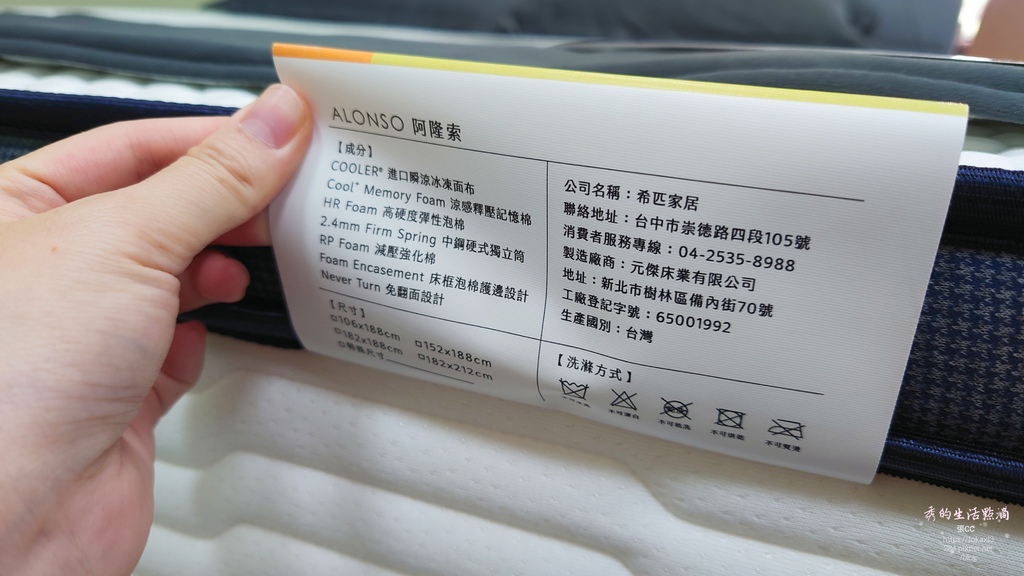 ALONSO 阿隆索
【成分】
COOLER® 進口瞬涼冰凍面布
Cool⁺ Memory Foam 涼感釋壓記憶棉
HR Foam 高硬度彈性泡棉
2.4mm Firm Spring 中鋼硬式獨立筒
RP Foam 減壓強化棉
Foam Encasement 床框泡棉護邊設計
Never Turn 免翻面設計
【尺寸】
□106x188cm □152x188cm
□182x188cm □182x212cm
公司名稱：希匹家居
聯絡地址：台中市崇德路四段105號
消費者服務專線：04-2535-8988
製造廠商：元傑床業有限公司
地址：新北市樹林區備內街70號
工廠登記字號：65001992
生產國別：台灣
【洗滌方式】
不可漂白
不可乾洗
不可烘乾
不可熨燙
秀的生活點滴
張CC